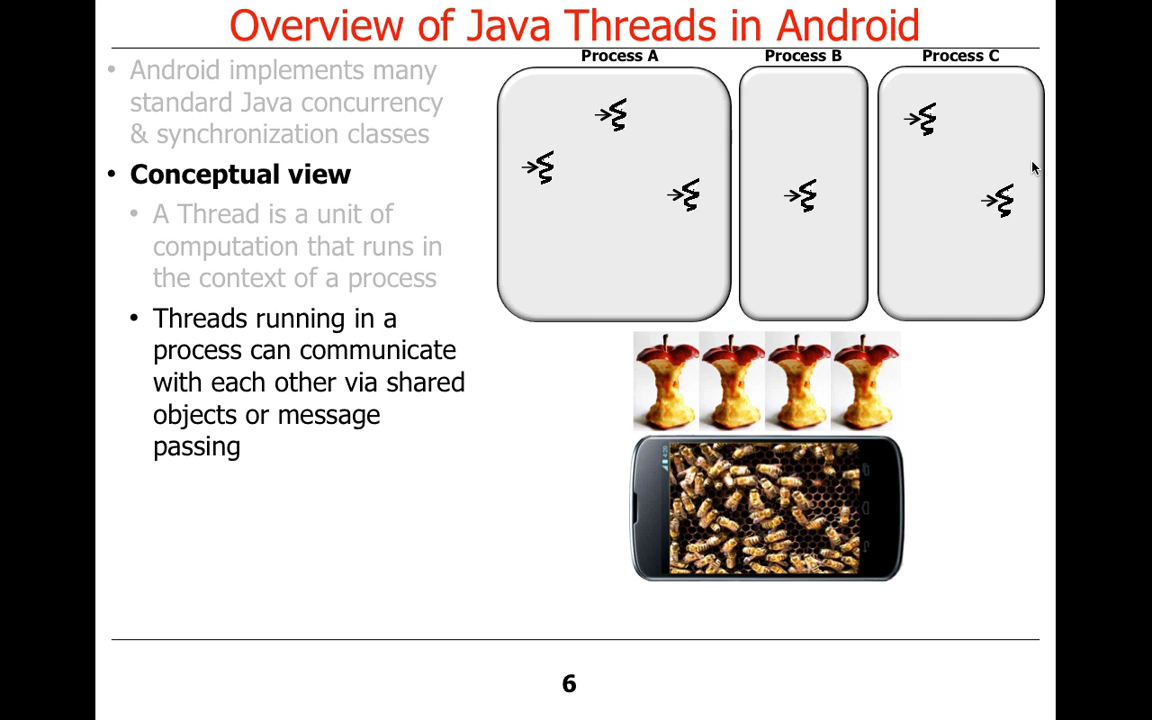 Overview of Java Threads in Android
Process A
Process B
Process C
• Android implements many
standard Java concurrency
& synchronization classes
• Conceptual view
• A Thread is a unit of
computation that runs in
the context of a process
• Threads running in a
process can communicate
with each other via shared
objects or message
passing
6